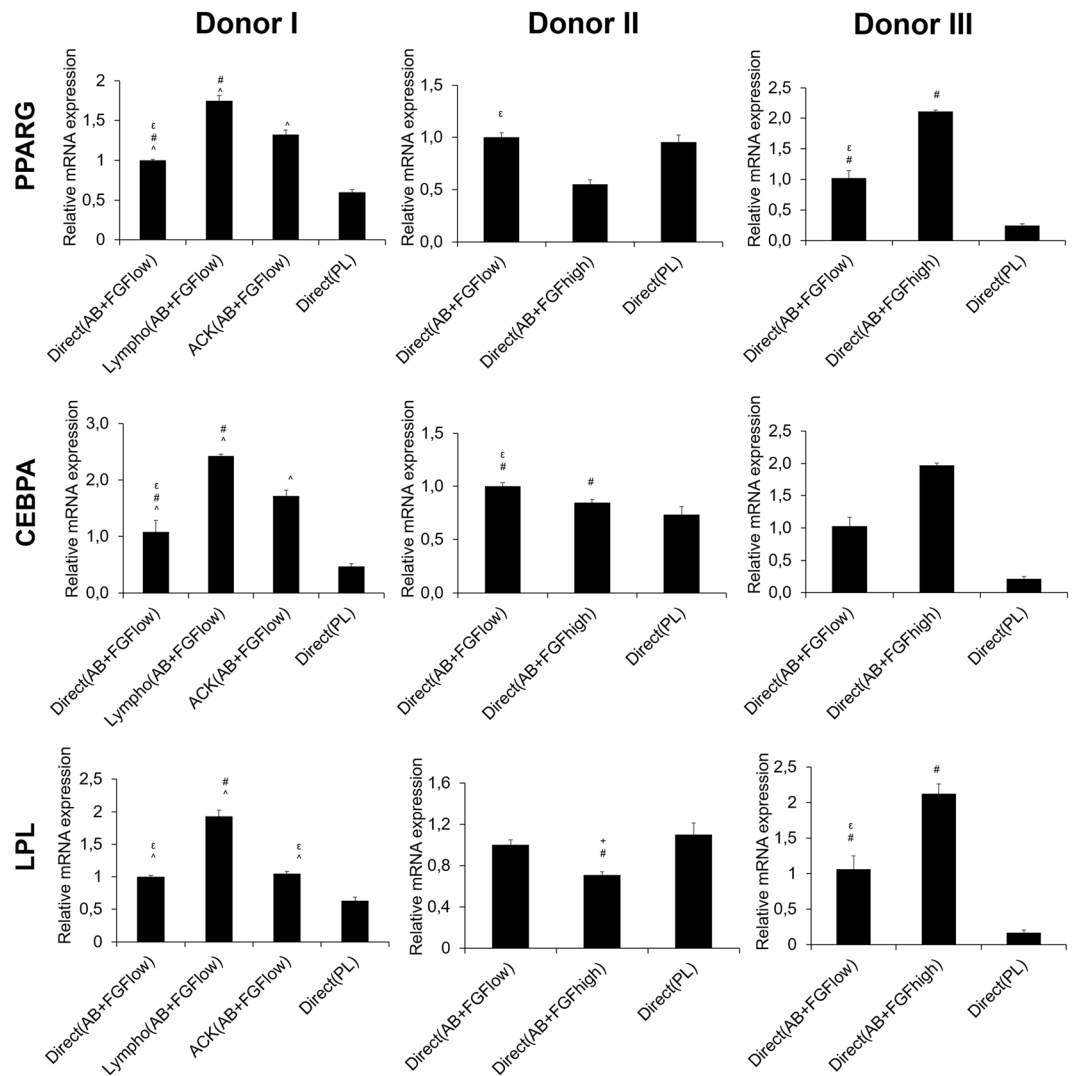 Donor I
Donor II
Donor III
PPARG
Relative mRNA expression
2
1,5
1
0,5
0
ε
#
^
#
^
^
Direct(AB+FGFlow)
Lympho(AB+FGFlow)
ACK(AB+FGFlow)
Direct(PL)
Relative mRNA expression
1,5
1,0
0,5
0,0
ε
Direct(AB+FGFlow)
Direct(AB+FGFhigh)
Direct(PL)
Relative mRNA expression
2,5
2,0
1,5
1,0
0,5
0,0
ε
#
#
Direct(AB+FGFlow)
Direct(AB+FGFhigh)
Direct(PL)
CEBPA
Relative mRNA expression
3,0
2,0
1,0
0,0
ε
#
^
#
^
^
Direct(AB+FGFlow)
Lympho(AB+FGFlow)
ACK(AB+FGFlow)
Direct(PL)
Relative mRNA expression
1,5
1,0
0,5
0,0
ε
#
#
Direct(AB+FGFlow)
Direct(AB+FGFhigh)
Direct(PL)
Relative mRNA expression
2,5
2,0
1,5
1,0
0,5
0,0
Direct(AB+FGFlow)
Direct(AB+FGFhigh)
Direct(PL)
LPL
Relative mRNA expression
2,5
2
1,5
1
0,5
0
ε
^
#
^
ε
^
Direct(AB+FGFlow)
Lympho(AB+FGFlow)
ACK(AB+FGFlow)
Direct(PL)
Relative mRNA expression
1,6
1,2
0,8
0,4
0
+
#
Direct(AB+FGFlow)
Direct(AB+FGFhigh)
Direct(PL)
Relative mRNA expression
2,5
2
1,5
1
0,5
0
ε
#
#
Direct(AB+FGFlow)
Direct(AB+FGFhigh)
Direct(PL)